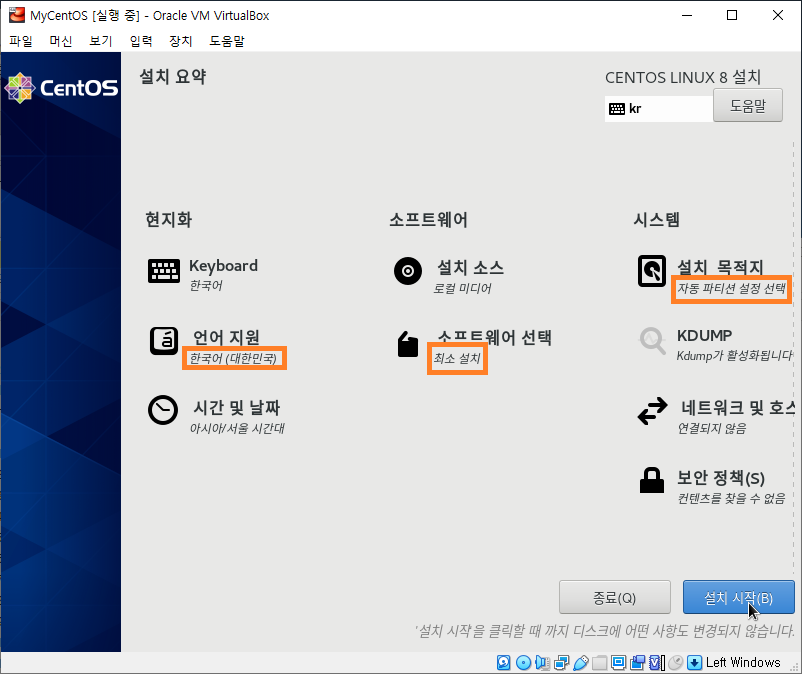 MyCentOS [실행 중] - Oracle VM VirtualBox
파일 머신 보기 입력 장치 도움말
CentOS
설치 요약
CENTOS LINUX 8 설치
kr
도움말
현지화
Keyboard
한국어
언어 지원
한국어 (대한민국)
시간 및 날짜
아시아/서울 시간대
소프트웨어
설치 소스
로컬 미디어
소프트웨어 선택
최소 설치
시스템
설치 목적지
자동 파티션 설정 선택
KDUMP
Kdump가 활성화됩니다
네트워크 및 호스
연결되지 않음
보안 정책(S)
컨텐츠를 찾을 수 없음
종료(Q)
설치 시작(B)
'설치 시작'을 클릭할 때 까지 디스크에 어떤 사항도 변경되지 않습니다.
Left Windows